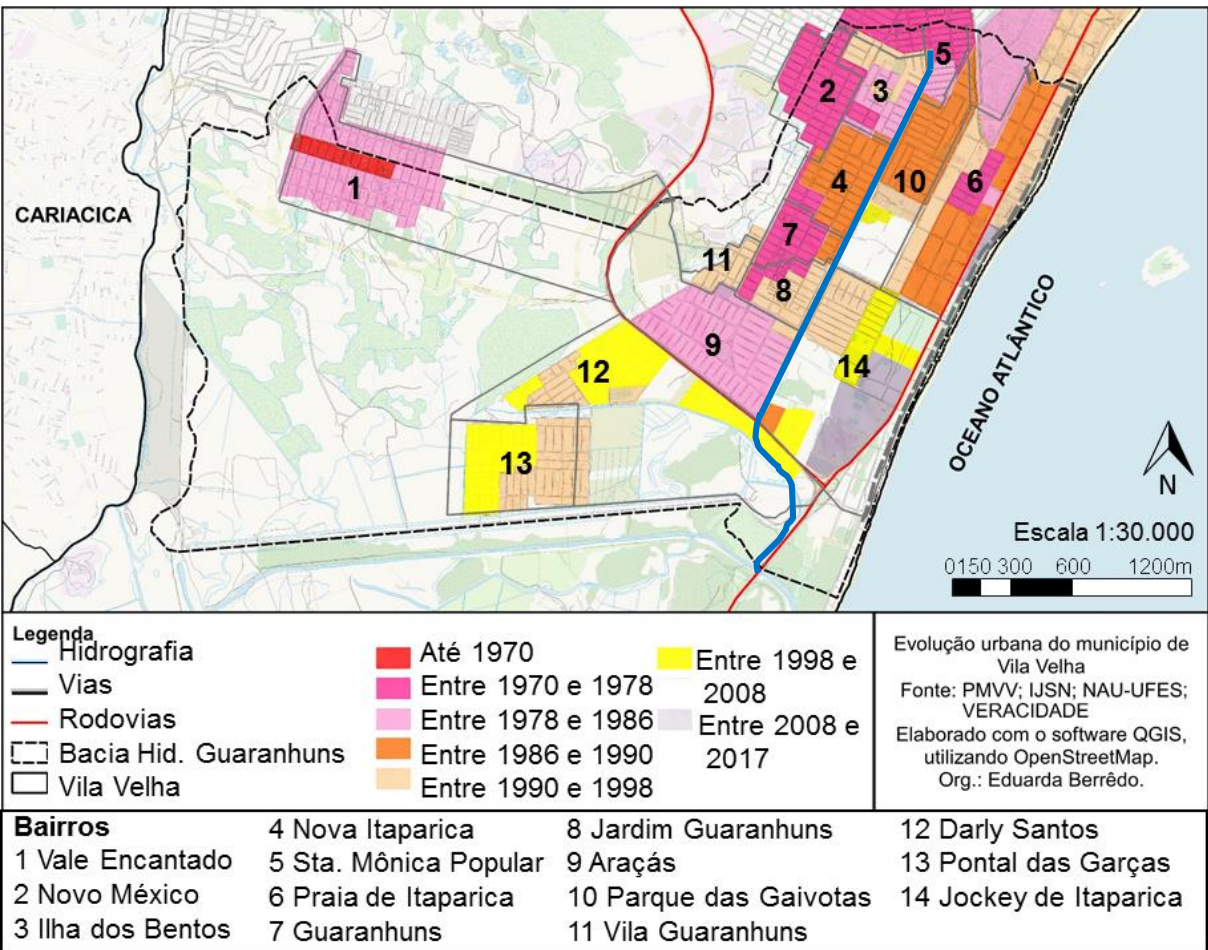 5
2
3
1
4
10
6
CARIACICA
7
11
8
OCEANO ATLÂNTICO
9
12
14
13
N
Escala 1:30.000
0150 300 600 1200m
Legenda
Hidrografia
Vias
Rodovias
Bacia Hid. Guaranhuns
Vila Velha
Até 1970
Entre 1970 e 1978
Entre 1978 e 1986
Entre 1986 e 1990
Entre 1990 e 1998
Entre 1998 e
2008
Entre 2008 e
2017
Evolução urbana do município de
Vila Velha
Fonte: PMVV; IJSN; NAU-UFES;
VERACIDADE
Elaborado com o software QGIS,
utilizando OpenStreetMap.
Org.: Eduarda Berrêdo.
Bairros
1 Vale Encantado
2 Novo México
3 Ilha dos Bentos
4 Nova Itaparica
5 Sta. Mônica Popular
6 Praia de Itaparica
7 Guaranhuns
8 Jardim Guaranhuns
9 Araçás
10 Parque das Gaivotas
11 Vila Guaranhuns
12 Darly Santos
13 Pontal das Garças
14 Jockey de Itaparica